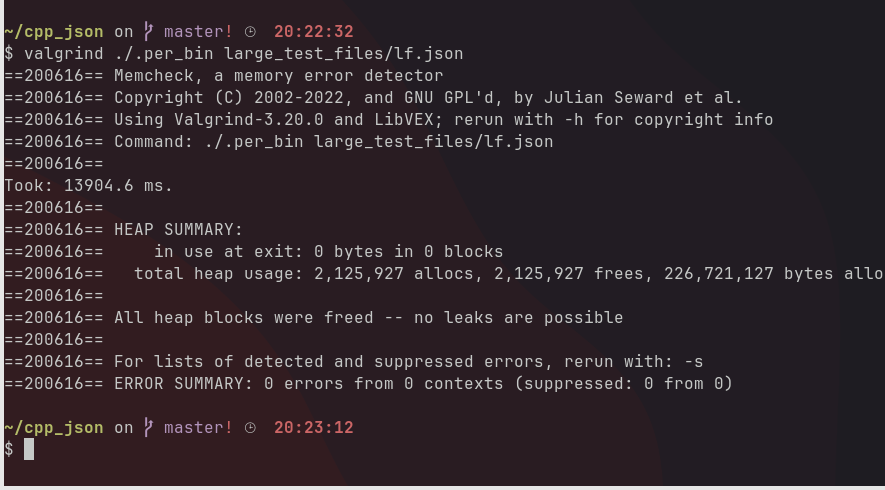 ~/cpp_json on master! 20:22:32
$ valgrind ./.per_bin large_test_files/lf.json
==200616== Memcheck, a memory error detector
==200616== Copyright (C) 2002-2022, and GNU GPL'd, by Julian Seward et al.
==200616== Using Valgrind-3.20.0 and LibVEX; rerun with -h for copyright info
==200616== Command: ./.per_bin large_test_files/lf.json
==200616==
Took: 13904.6 ms.
==200616==
==200616== HEAP SUMMARY:
==200616==     in use at exit: 0 bytes in 0 blocks
==200616==   total heap usage: 2,125,927 allocs, 2,125,927 frees, 226,721,127 bytes allo
==200616==
==200616== All heap blocks were freed -- no leaks are possible
==200616==
==200616== For lists of detected and suppressed errors, rerun with: -s
==200616== ERROR SUMMARY: 0 errors from 0 contexts (suppressed: 0 from 0)
~/cpp_json on master! 20:23:12
$